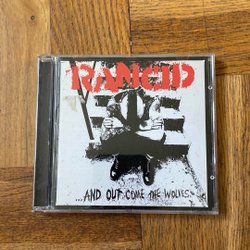 RANCID
...AND OUT COME THE WOLVES